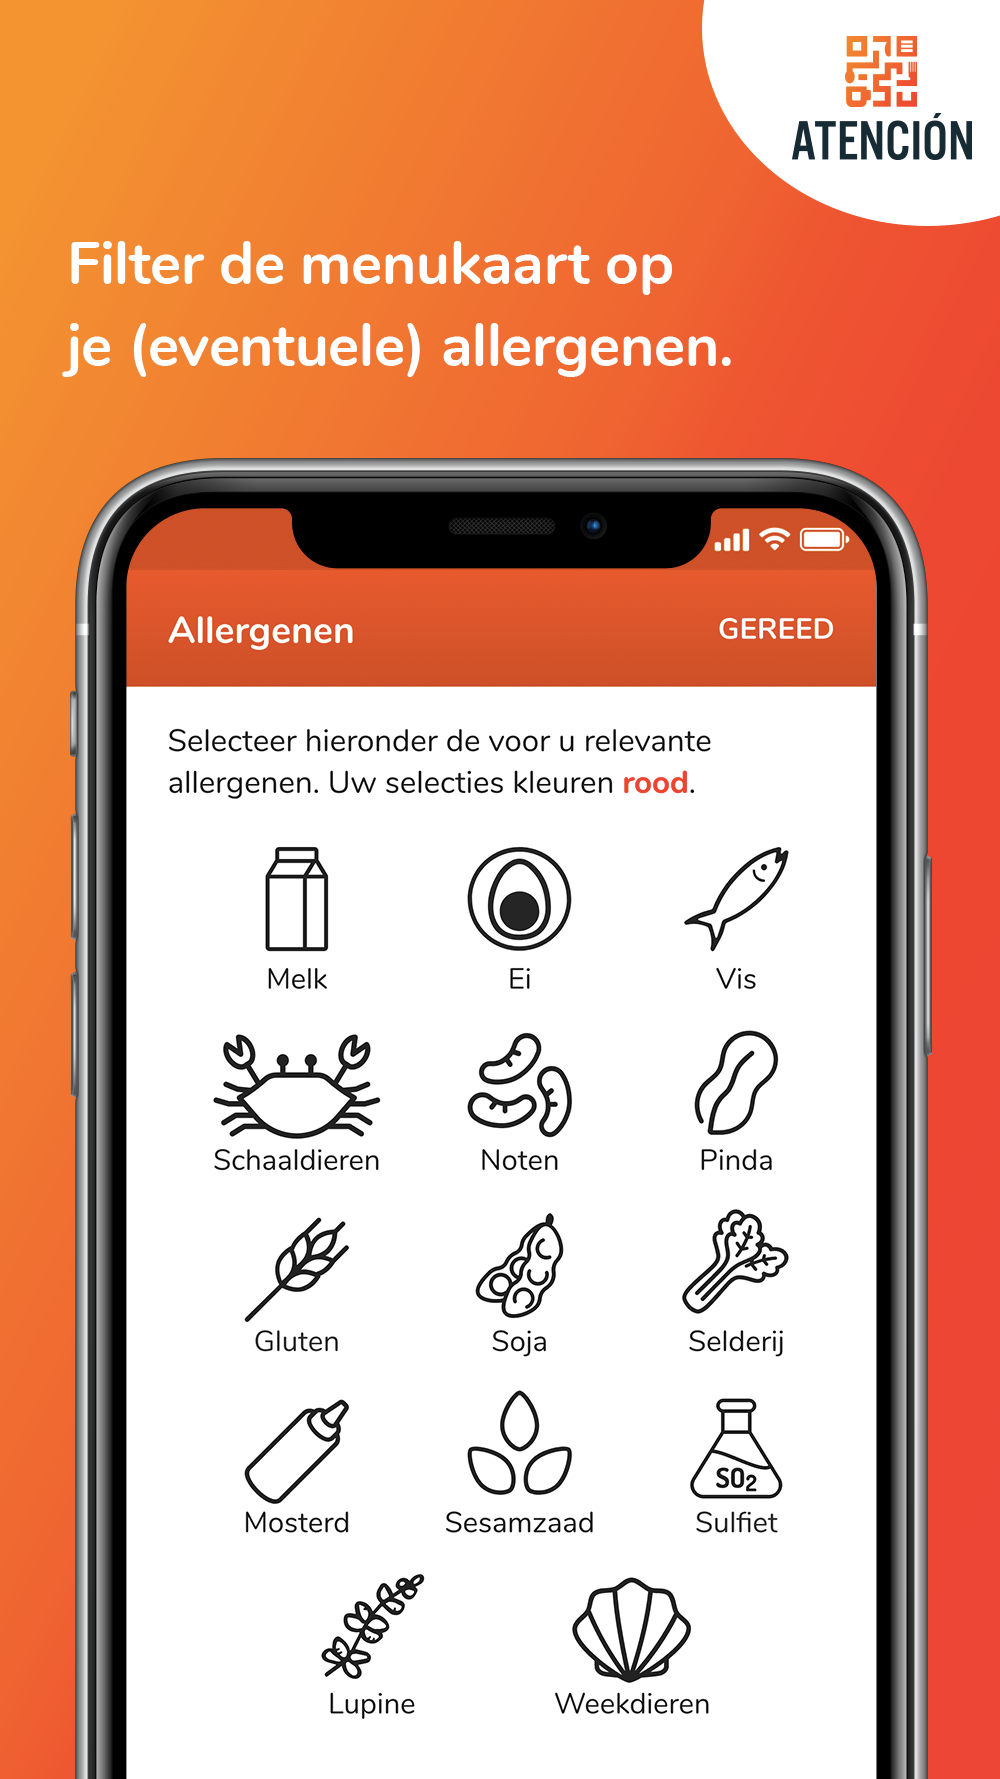 ATENCIÓN
Filter de menukaart op
je (eventuele) allergenen.
Allergenen
GEREED
Selecteer hieronder de voor u relevante
allergenen. Uw selecties kleuren rood.
Melk
Ei
Vis
Schaaldieren
Noten
Pinda
Gluten
Soja
Selderij
SO2
Mosterd
Sesamzaad
Sulfiet
Lupine
Weekdieren